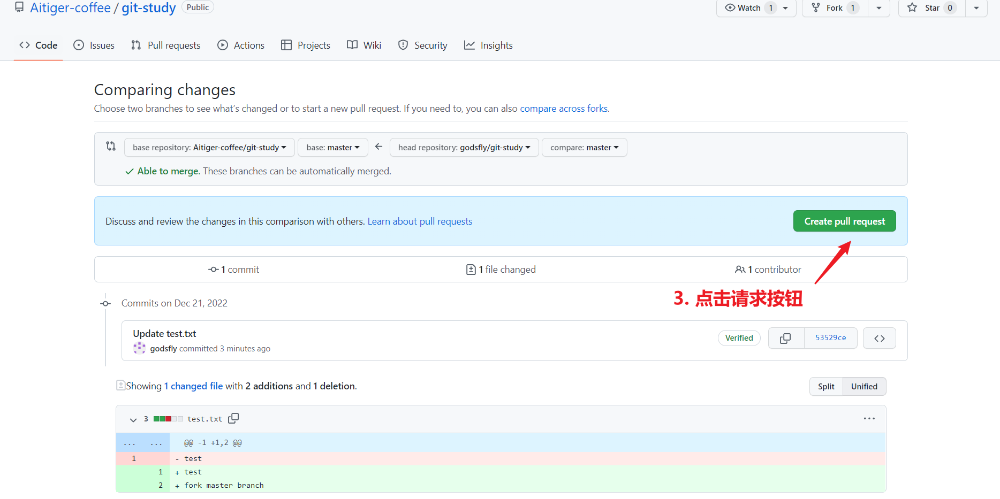 Aitiger-coffee / git-study Public Watch 1 Fork 1 Star 0
Code Issues Pull requests Actions Projects Wiki Security Insights
Comparing changes
Choose two branches to see what's changed or to start a new pull request. If you need to, you can also compare across forks.
base repository: Aitiger-coffee/git-study base: master ← head repository: godsfly/git-study compare: master
Able to merge. These branches can be automatically merged.
Discuss and review the changes in this comparison with others. Learn about pull requests Create pull request
1 commit 1 file changed 1 contributor
3. 点击请求按钮
Commits on Dec 21, 2022
Update test.txt
godsfly committed 3 minutes ago
Verified 53529ce
Showing 1 changed file with 2 additions and 1 deletion.
Split Unified
3 test.txt ...
... ... @@ -1 +1,2 @@
1 - test
1 + test
2 + fork master branch